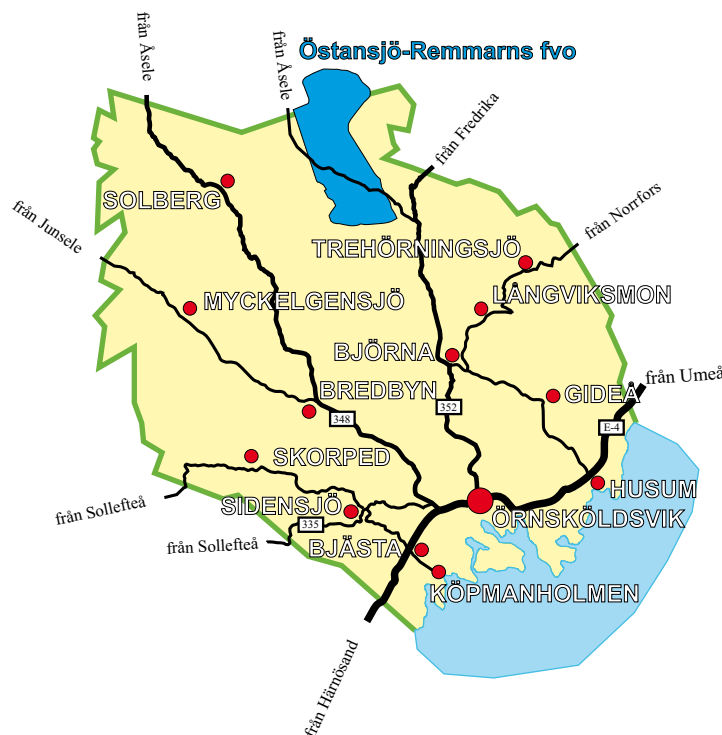 från Åsele
från Åsele
Östansjö-Remmarns fvo
från Fredrika
SOLBERG
från Junsele
från Norrfors
TREHÖRNINGSJÖ
MYCKELGENSJÖ
LÅNGVIKSMON
BJÖRNA
från Umeå
BREDBYN
GIDEÅ
348
352
E-4
SKORPED
HUSUM
från Sollefteå
SIDENSJÖ
ÖRNSKÖLDSVIK
335
från Sollefteå
BJÄSTA
KÖPMANHOLMEN
från Härnösand